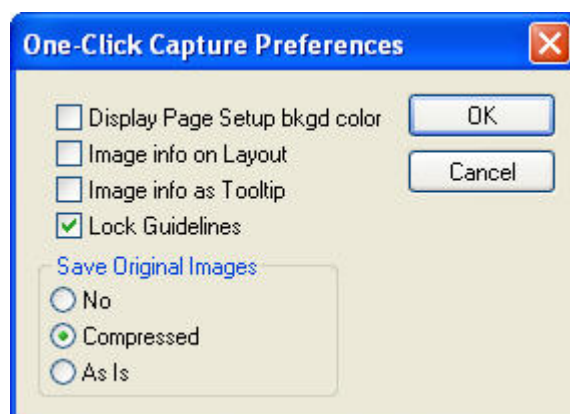 One-Click Capture Preferences
Display Page Setup bkgd color
OK
Image info on Layout
Image info as Tooltip
Cancel
Lock Guidelines
Save Original Images
No
Compressed
As Is